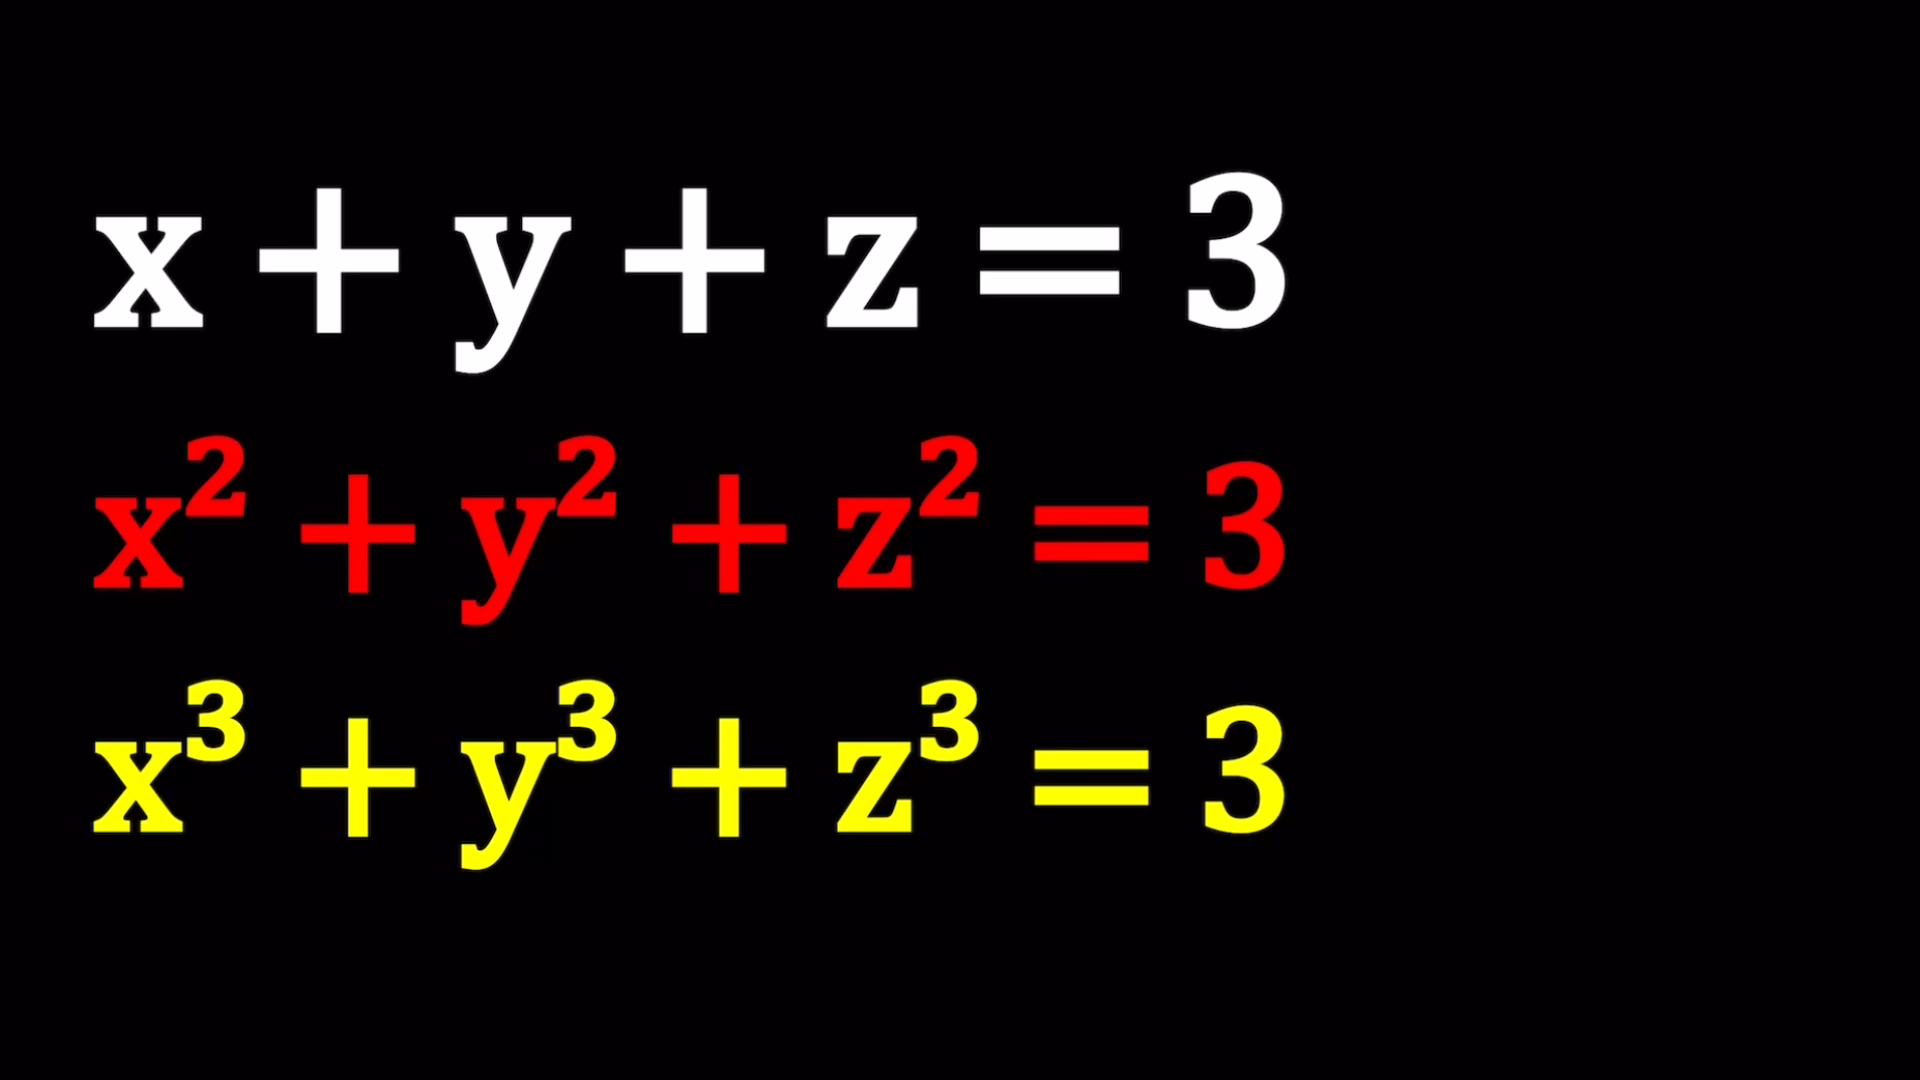 x + y + z = 3
x² + y² + z² = 3
x³ + y³ + z³ = 3